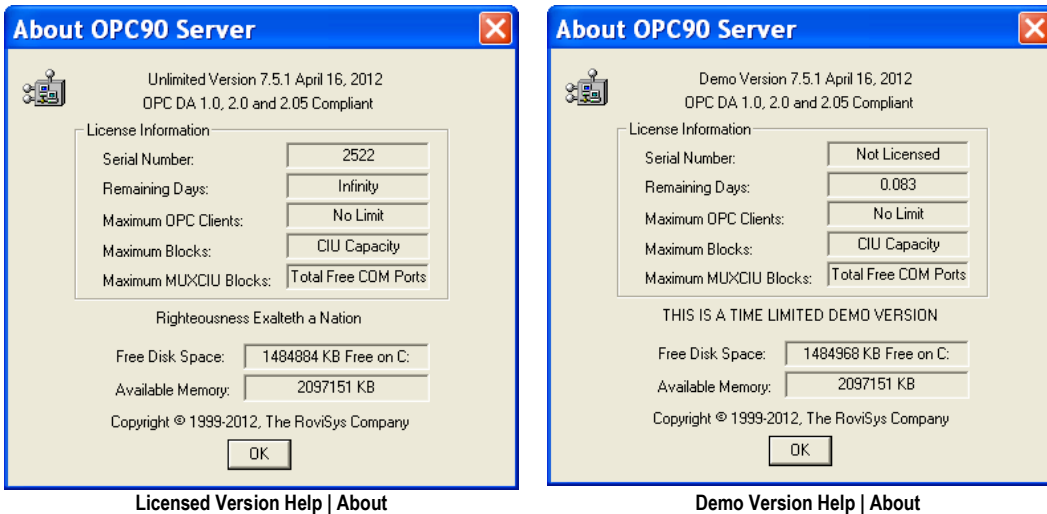 About OPC90 Server
Unlimited Version 7.5.1 April 16, 2012
OPC DA 1.0, 2.0 and 2.05 Compliant
License Information
Serial Number: 2522
Remaining Days: Infinity
Maximum OPC Clients: No Limit
Maximum Blocks: CIU Capacity
Maximum MUXCIU Blocks: Total Free COM Ports
Righteousness Exalteth a Nation
Free Disk Space: 1484884 KB Free on C:
Available Memory: 2097151 KB
Copyright © 1999-2012, The RoviSys Company
OK
Licensed Version Help | About
About OPC90 Server
Demo Version 7.5.1 April 16, 2012
OPC DA 1.0, 2.0 and 2.05 Compliant
License Information
Serial Number: Not Licensed
Remaining Days: 0.083
Maximum OPC Clients: No Limit
Maximum Blocks: CIU Capacity
Maximum MUXCIU Blocks: Total Free COM Ports
THIS IS A TIME LIMITED DEMO VERSION
Free Disk Space: 1484968 KB Free on C:
Available Memory: 2097151 KB
Copyright © 1999-2012, The RoviSys Company
OK
Demo Version Help | About